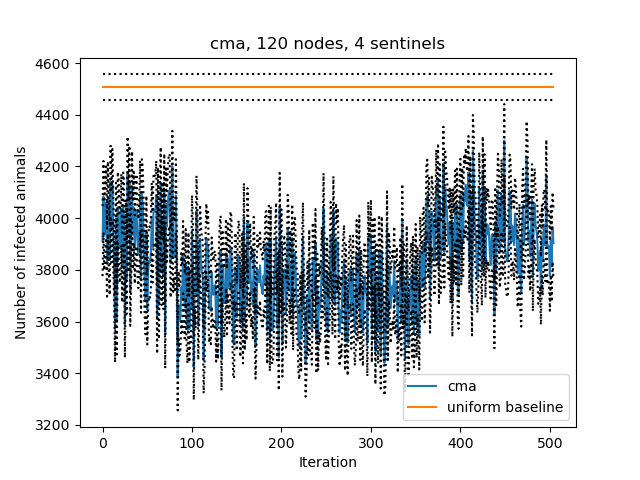 cma, 120 nodes, 4 sentinels
4600
4400
4200
4000
3800
3600
3400
3200
Number of infected animals
0
100
200
300
400
500
Iteration
cma
uniform baseline